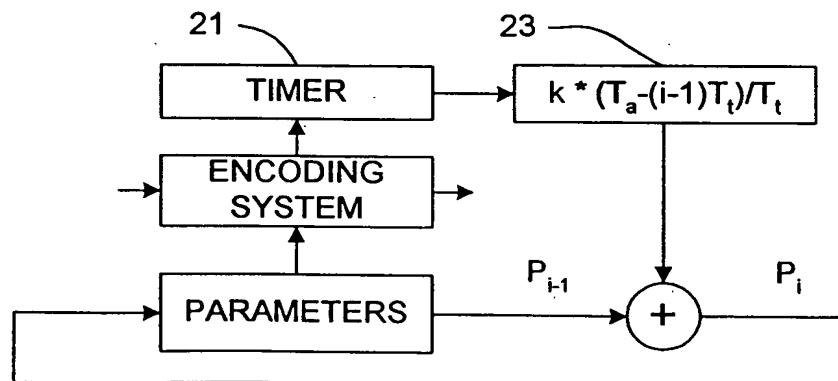 21
23
TIMER
k * (Tₐ-(i-1)Tₜ)/Tₜ
ENCODING
SYSTEM
PARAMETERS
Pᵢ₋₁
+
Pᵢ